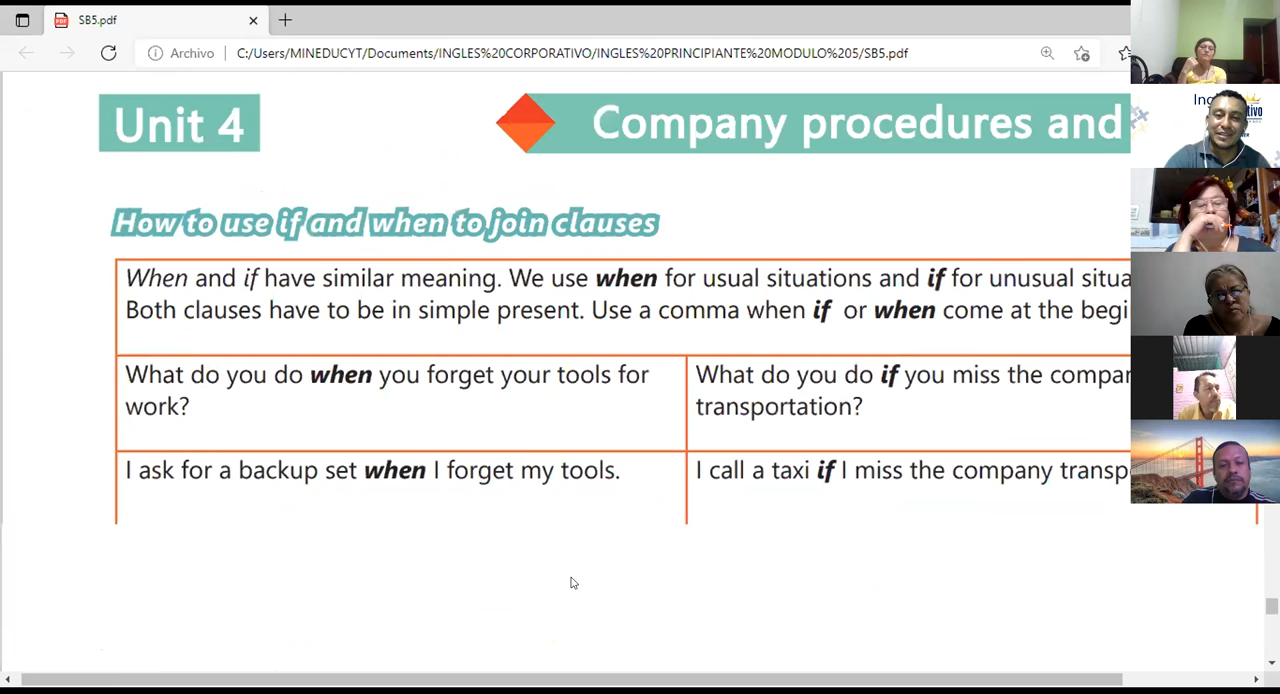 SB5.pdf
Archivo
C:/Users/MINEDUCYT/Documents/INGLES%20CORPORATIVO/INGLES%20PRINCIPIANTE%20MODULO%205/SB5.pdf
Unit 4
Company procedures and
How to use if and when to join clauses
When and if have similar meaning. We use when for usual situations and if for unusual situa
Both clauses have to be in simple present. Use a comma when if or when come at the begi
What do you do when you forget your tools for
work?
What do you do if you miss the compar
transportation?
I ask for a backup set when I forget my tools.
I call a taxi if I miss the company transp